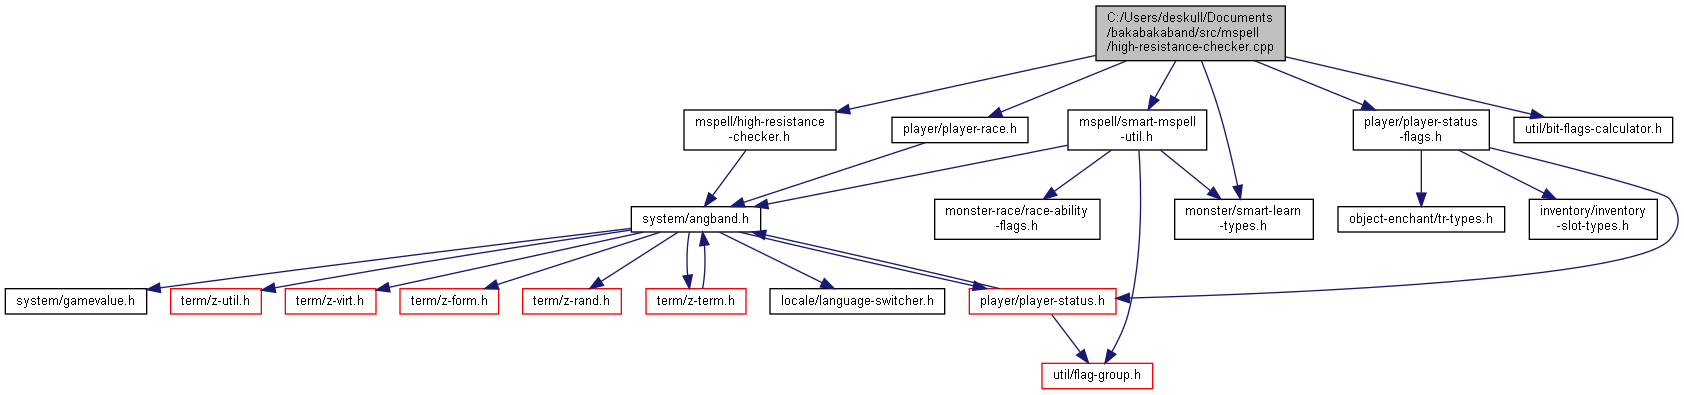 C:/Users/deskull/Documents
/bakabakaband/src/mspell
/high-resistance-checker.cpp
mspell/high-resistance
-checker.h
player/player-race.h
mspell/smart-mspell
-util.h
player/player-status
-flags.h
util/bit-flags-calculator.h
system/angband.h
monster-race/race-ability
-flags.h
monster/smart-learn
-types.h
object-enchant/tr-types.h
inventory/inventory
-slot-types.h
system/gamevalue.h
term/z-util.h
term/z-virt.h
term/z-form.h
term/z-rand.h
term/z-term.h
locale/language-switcher.h
player/player-status.h
util/flag-group.h